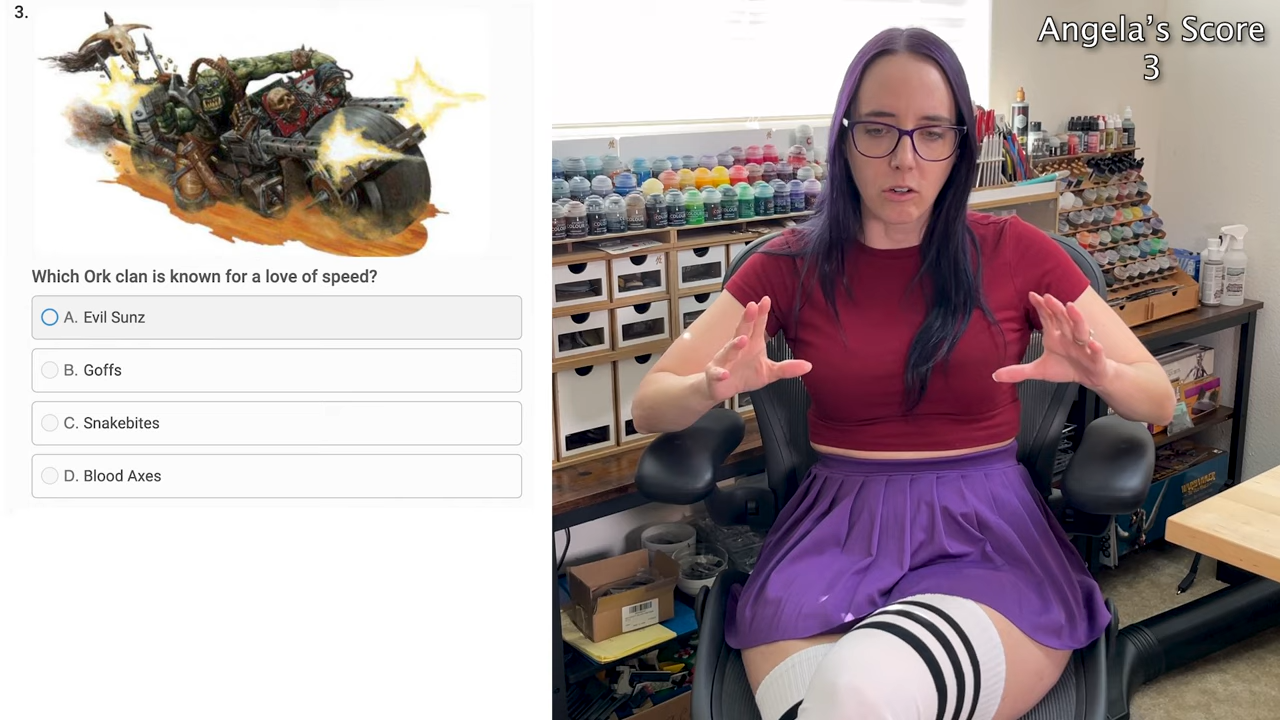 3.
Angela's Score
3
Which Ork clan is known for a love of speed?
A. Evil Sunz
B. Goffs
C. Snakebites
D. Blood Axes